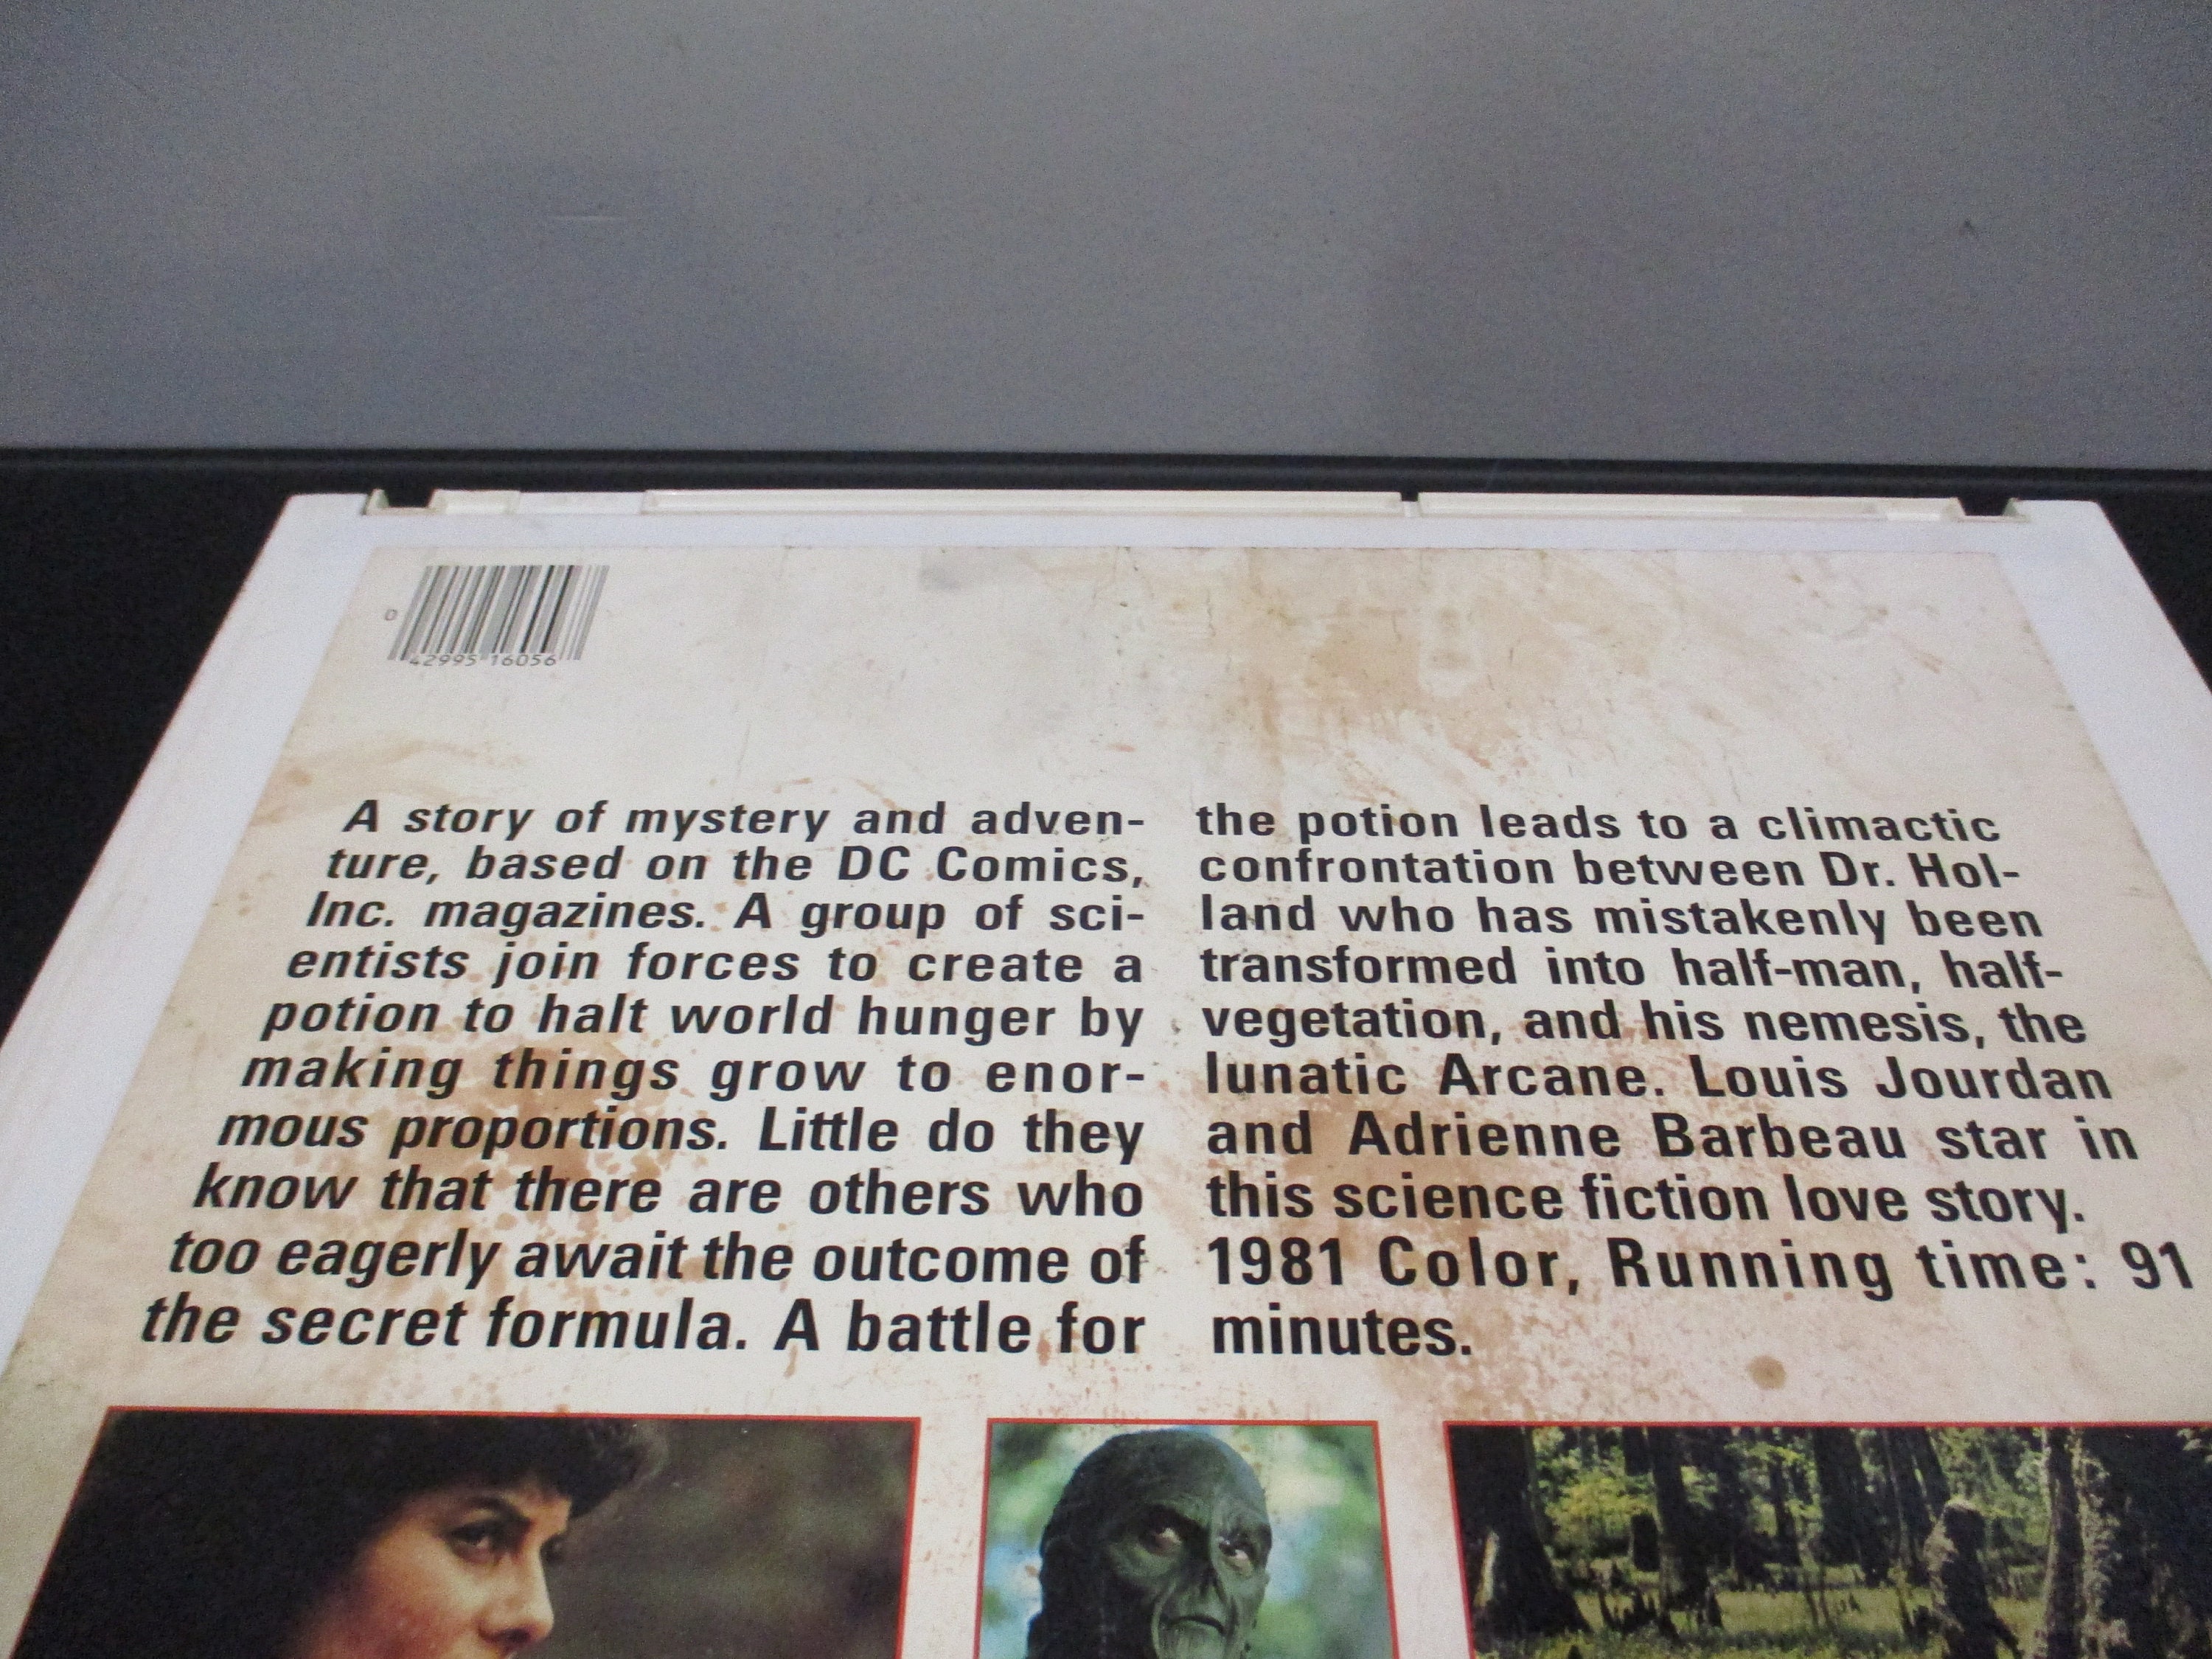 0
42995 16056
A story of mystery and adven-
ture, based on the DC Comics,
Inc. magazines. A group of sci-
entists join forces to create a
potion to halt world hunger by
making things grow to enor-
mous proportions. Little do they
know that there are others who
too eagerly await the outcome of
the secret formula. A battle for
the potion leads to a climactic
confrontation between Dr. Hol-
land who has mistakenly been
transformed into half-man, half-
vegetation, and his nemesis, the
lunatic Arcane. Louis Jourdan
and Adrienne Barbeau star in
this science fiction love story.
1981 Color, Running time: 91
minutes.